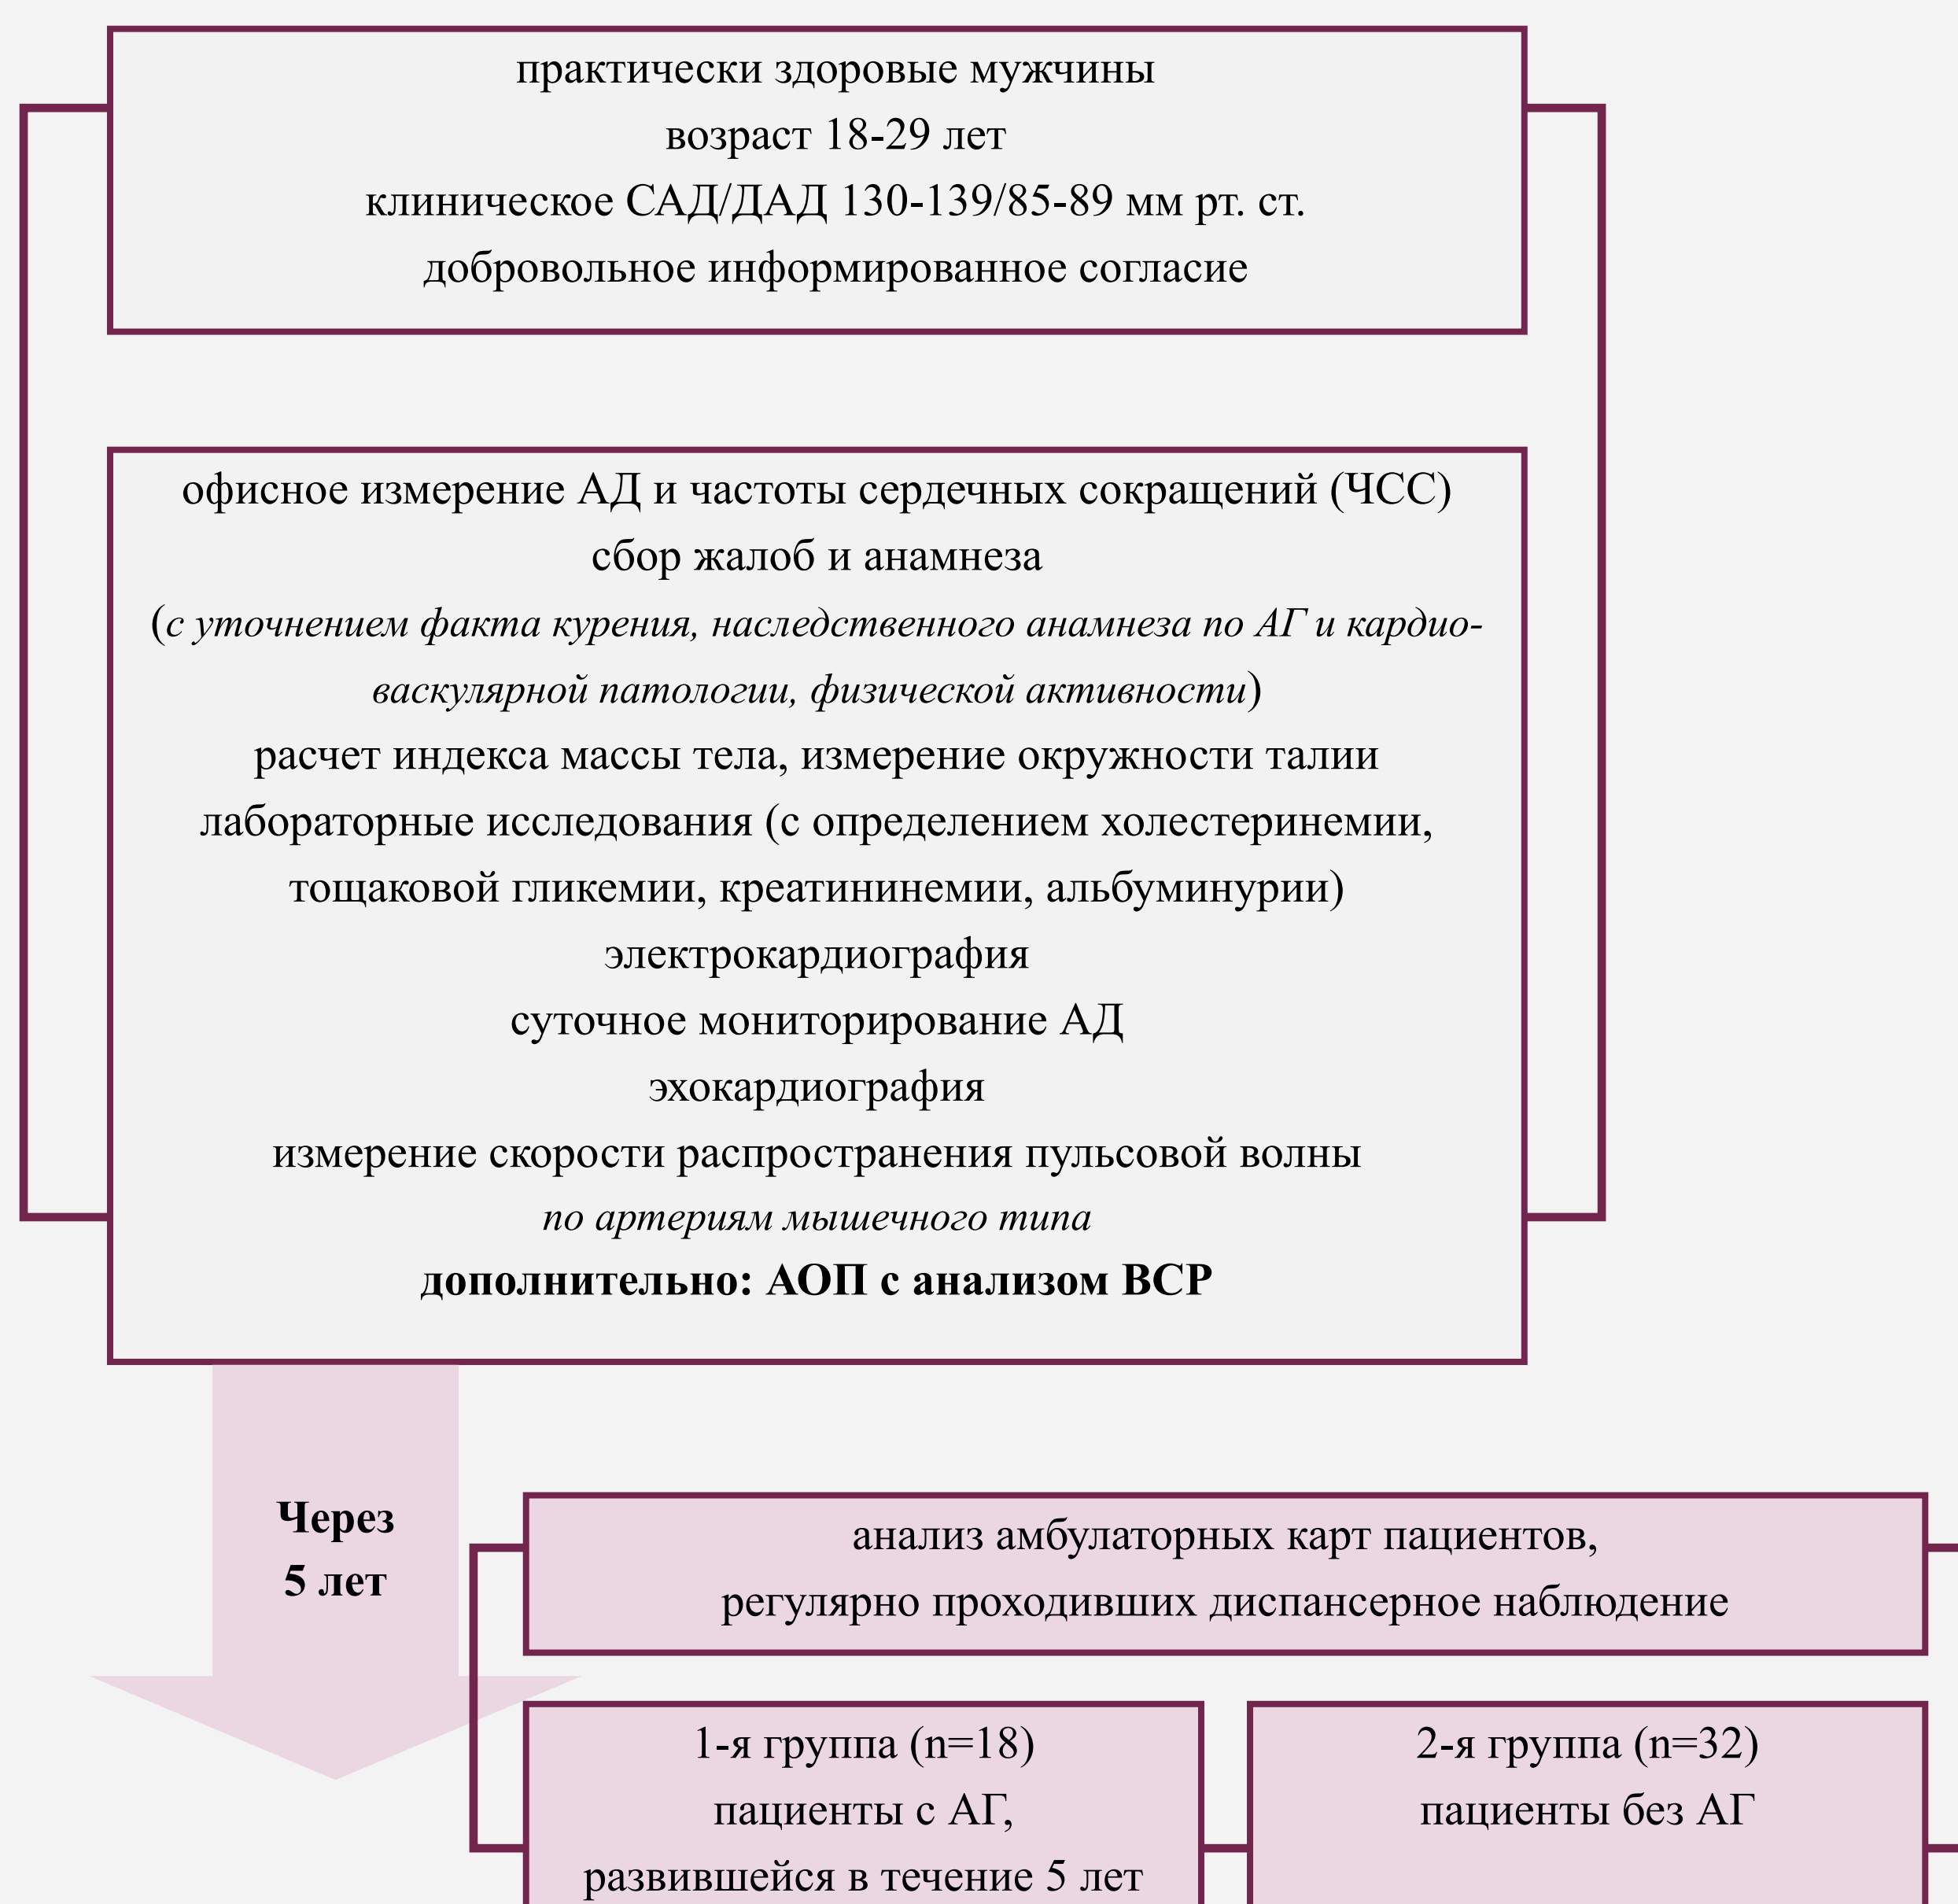 практически здоровые мужчины
возраст 18-29 лет
клиническое САД/ДАД 130-139/85-89 мм рт. ст.
добровольное информированное согласие
офисное измерение АД и частоты сердечных сокращений (ЧСС)
сбор жалоб и анамнеза
(с уточнением факта курения, наследственного анамнеза по АГ и кардио-
васкулярной патологии, физической активности)
расчет индекса массы тела, измерение окружности талии
лабораторные исследования (с определением холестеринемии,
тощаковой гликемии, креатининемии, альбуминурии)
электрокардиография
суточное мониторирование АД
эхокардиография
измерение скорости распространения пульсовой волны
по артериям мышечного типа
дополнительно: АОП с анализом ВСР
Через
5 лет
анализ амбулаторных карт пациентов,
регулярно проходивших диспансерное наблюдение
1-я группа (n=18)
пациенты с АГ,
развившейся в течение 5 лет
2-я группа (n=32)
пациенты без АГ